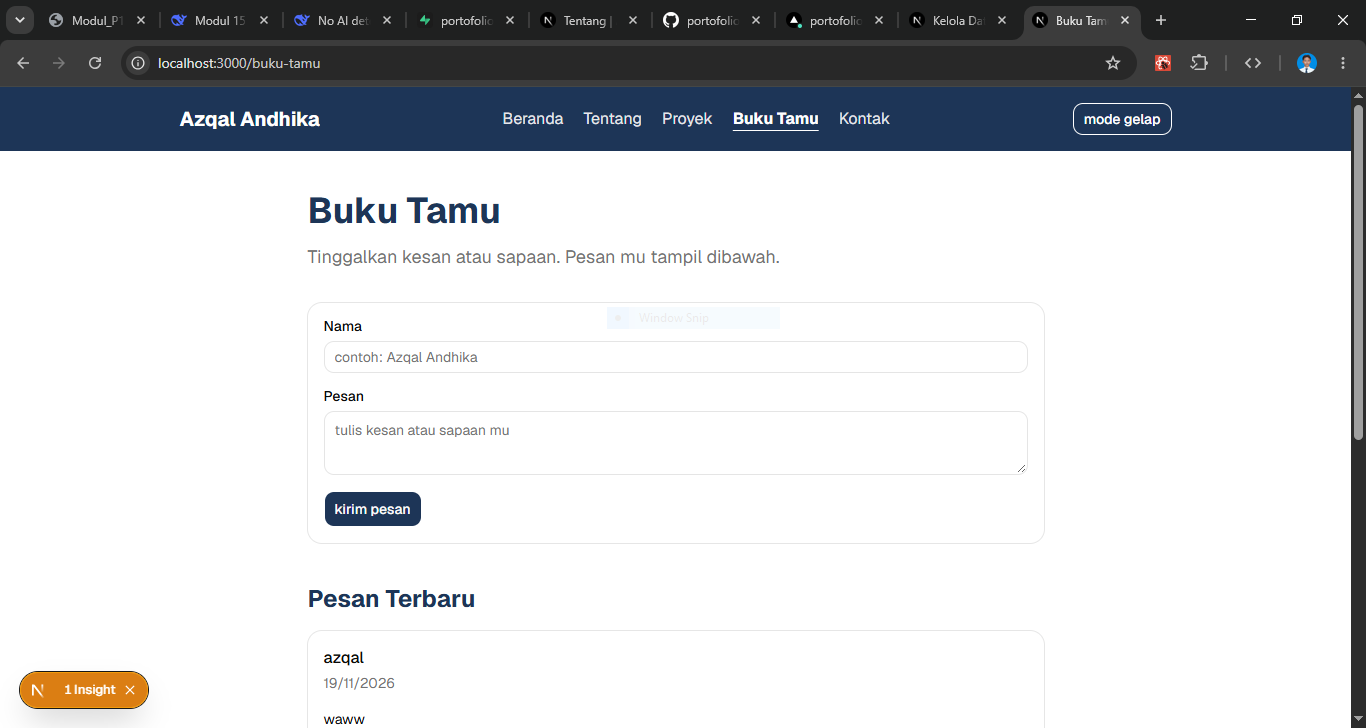 Modul_P1
Modul 15
No AI det
portofolio
Tentang |
portofolio
portofolio
Kelola Da
Buku Tam
localhost:3000/buku-tamu
Azqal Andhika
Beranda
Tentang
Proyek
Buku Tamu
Kontak
mode gelap
Buku Tamu
Tinggalkan kesan atau sapaan. Pesan mu tampil dibawah.
Window Snip
Nama
contoh: Azqal Andhika
Pesan
tulis kesan atau sapaan mu
kirim pesan
Pesan Terbaru
azqal
19/11/2026
waww
N
1 Insight